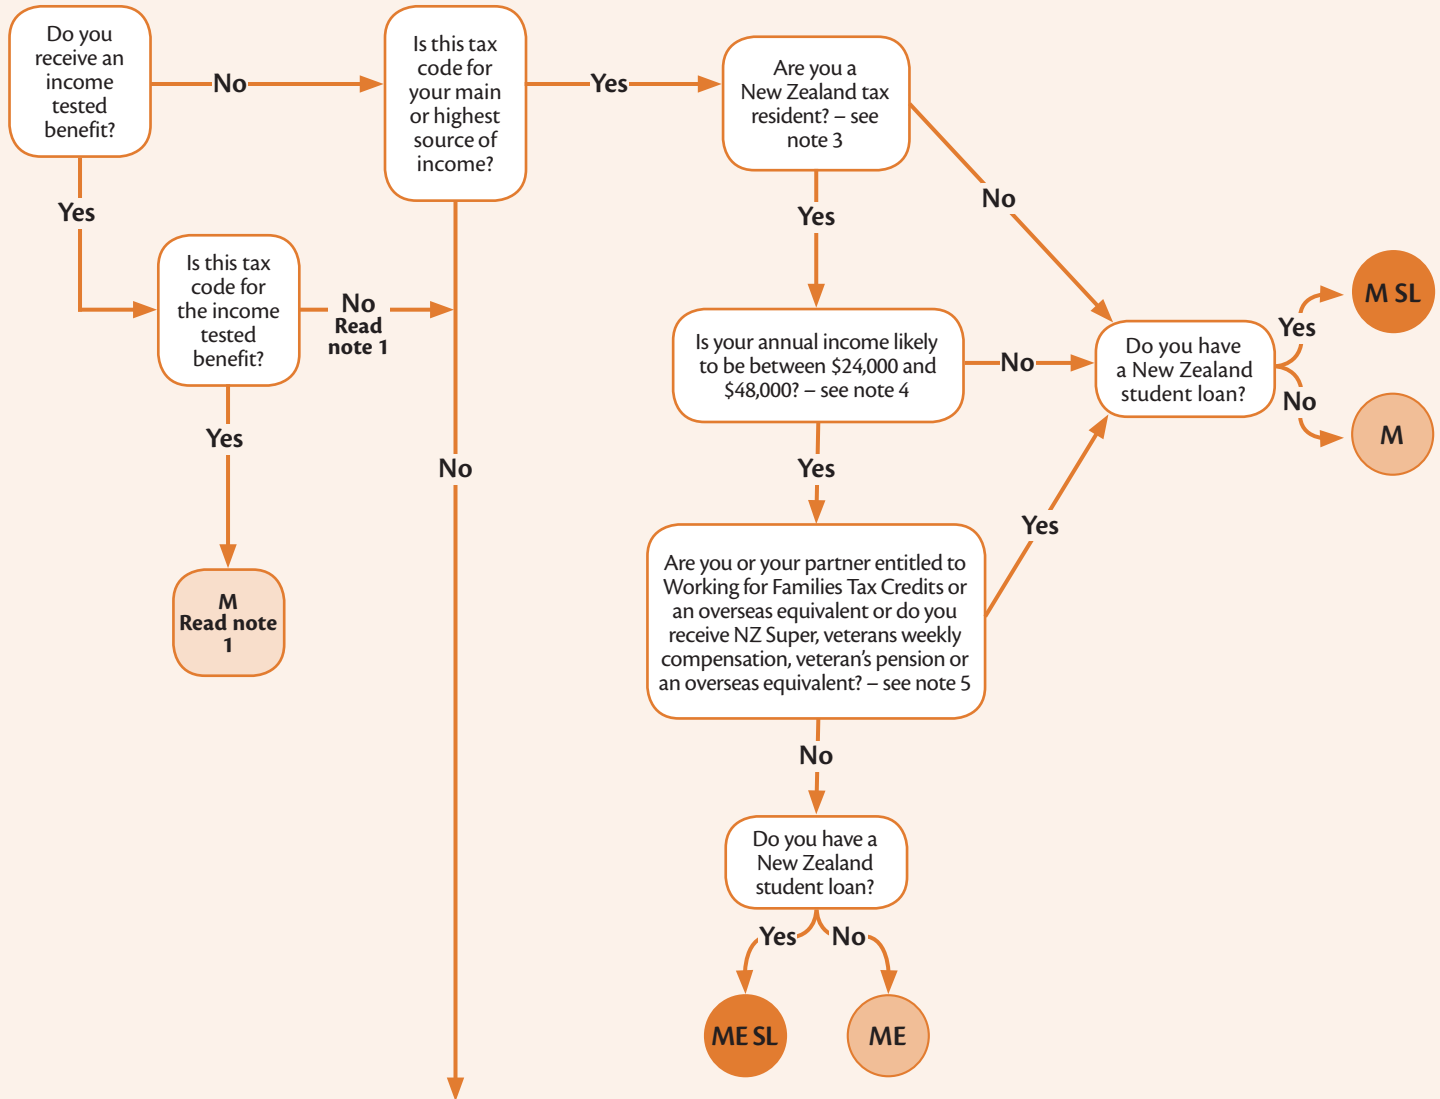 Do you
receive an
income
tested
benefit?
No
Is this tax
code for
your main
or highest
source of
income?
Yes
Are you a
New Zealand tax
resident? – see
note 3
No
Yes
Yes
Is this tax
code for
the income
tested
benefit?
No
Read
note 1
Is your annual income likely
to be between $24,000 and
$48,000? – see note 4
No
Do you have
a New Zealand
student loan?
Yes
M SL
No
M
Yes
M
Read note
1
No
Yes
Are you or your partner entitled to
Working for Families Tax Credits or
an overseas equivalent or do you
receive NZ Super, veterans weekly
compensation, veteran’s pension or
an overseas equivalent? – see note 5
Yes
No
Do you have a
New Zealand
student loan?
Yes
No
ME SL
ME